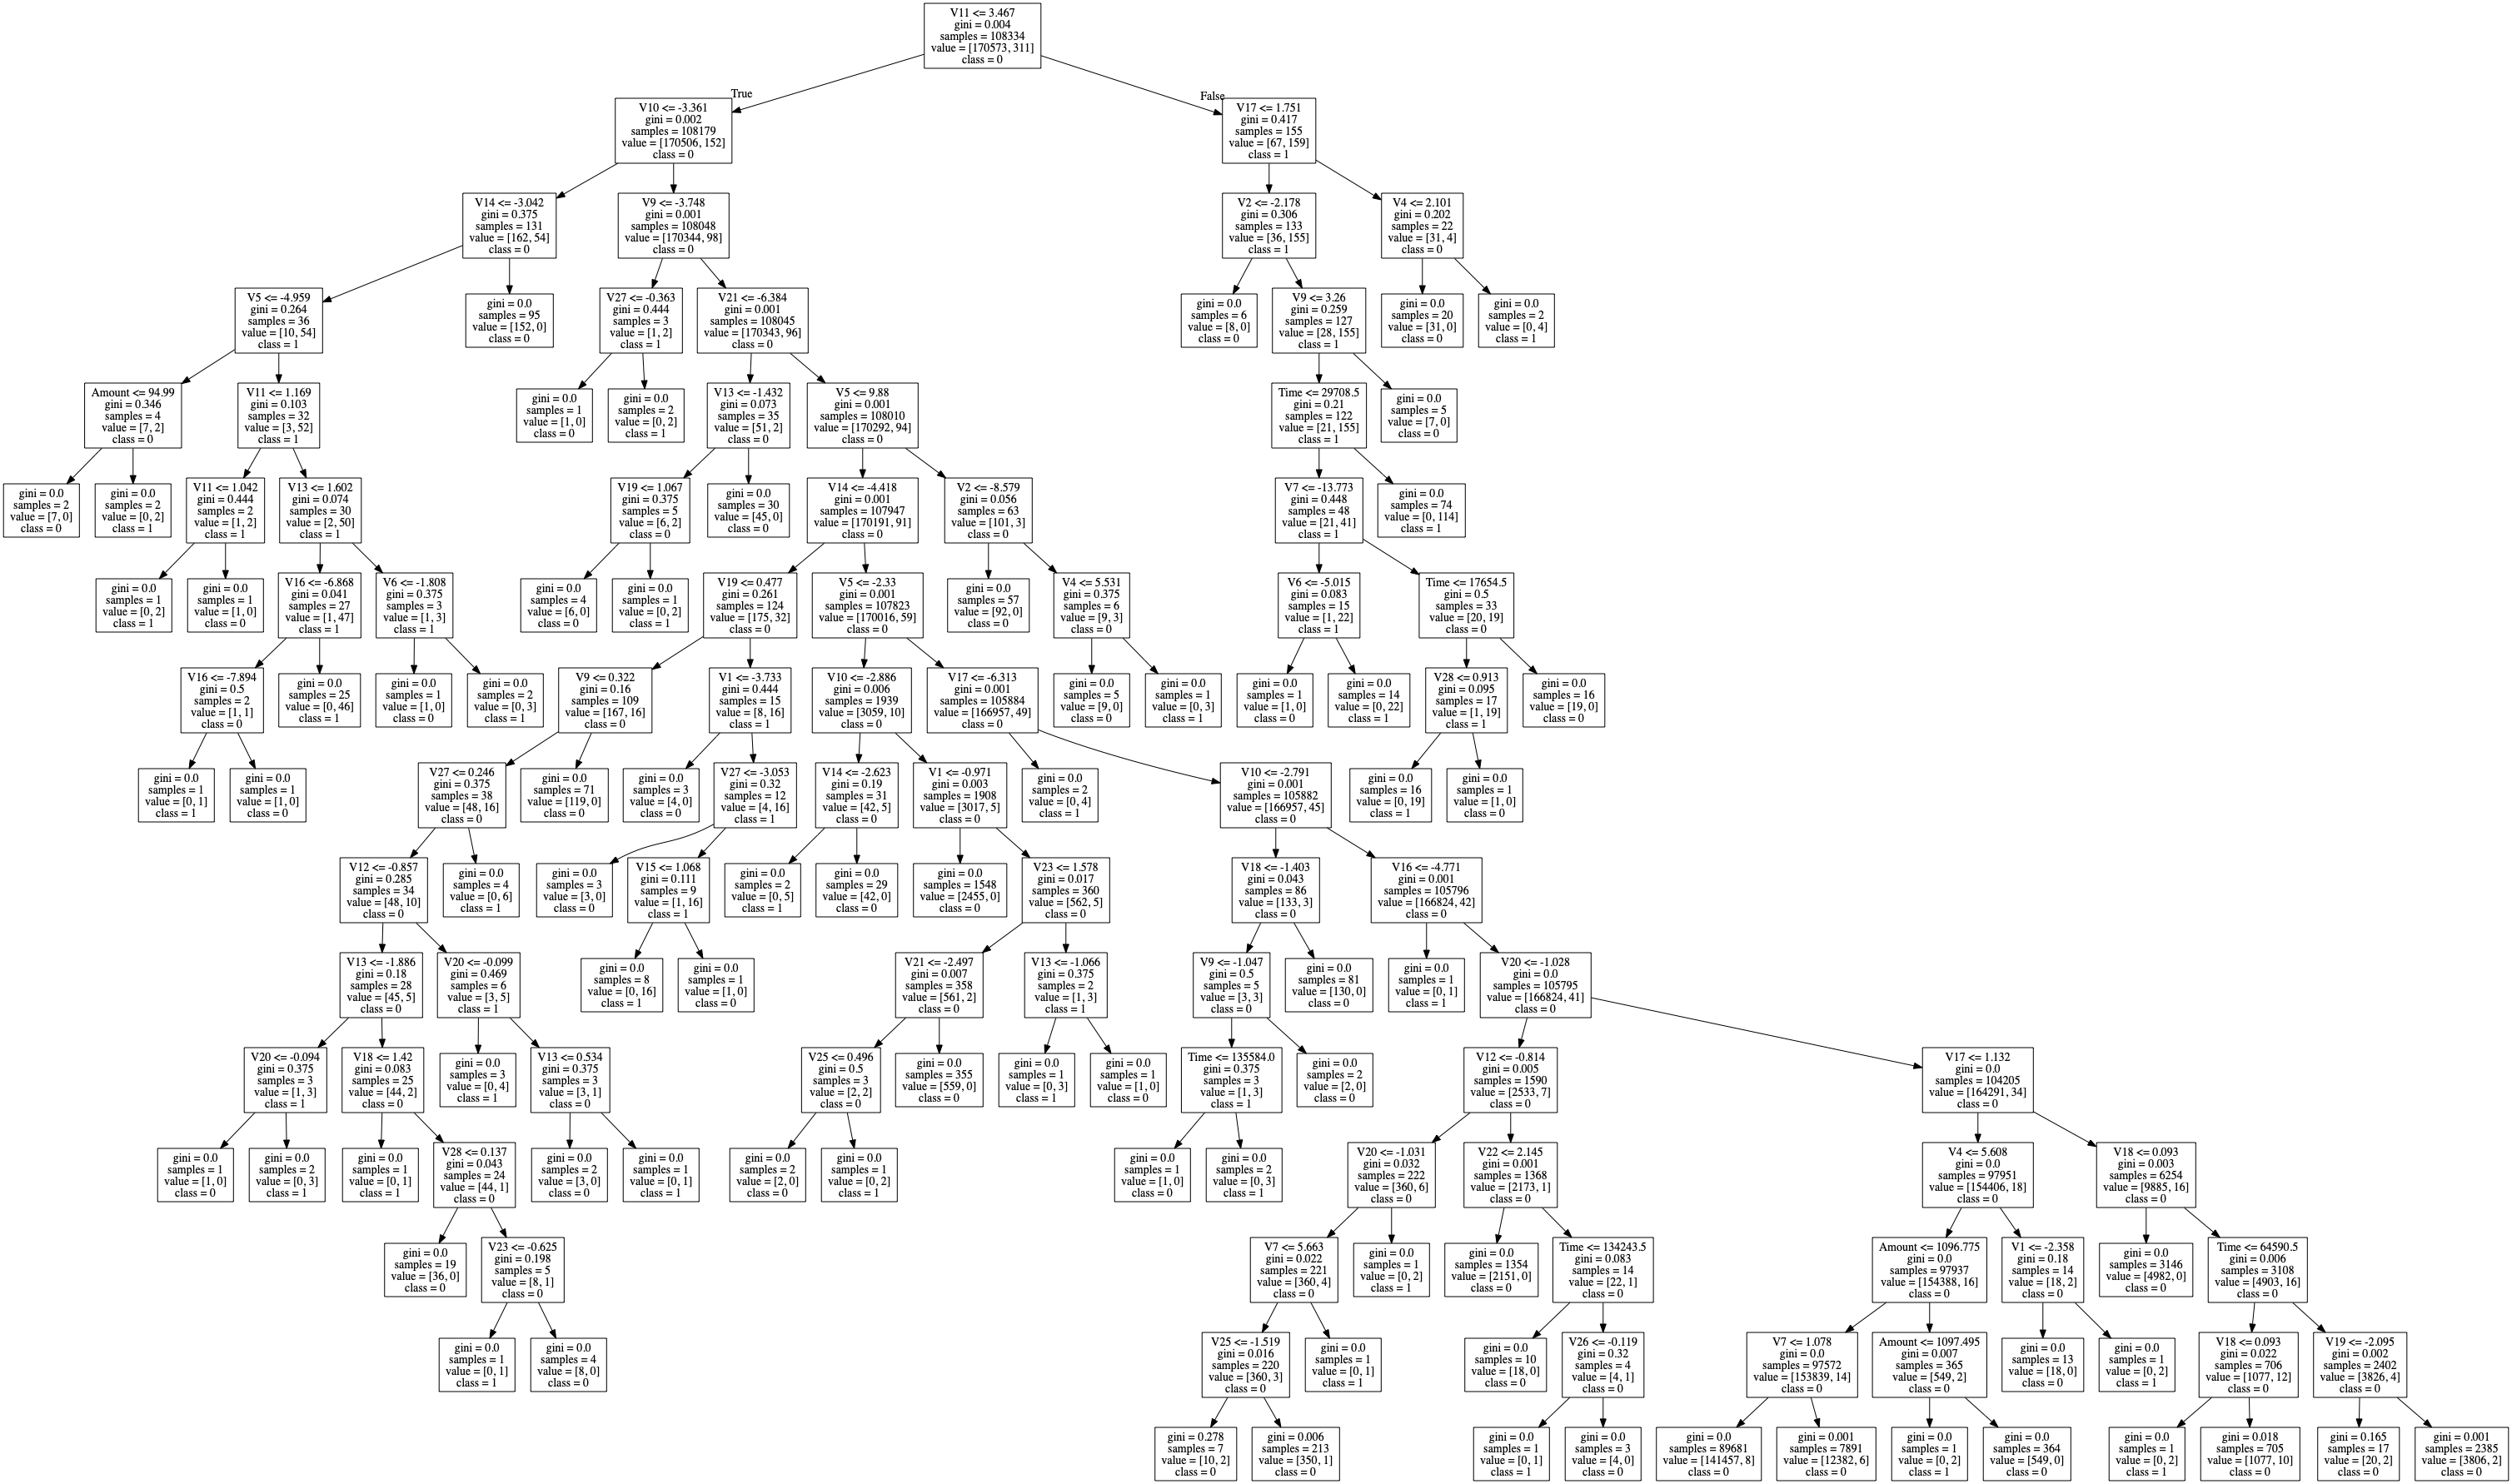 V11 <= 3.467
gini = 0.004
samples = 108334
value = [170573, 311]
class = 0
True
False
V10 <= -3.361
gini = 0.002
samples = 108179
value = [170506, 152]
class = 0
V17 <= 1.751
gini = 0.417
samples = 155
value = [67, 159]
class = 1
V14 <= -3.042
gini = 0.375
samples = 131
value = [162, 54]
class = 0
V9 <= -3.748
gini = 0.001
samples = 108048
value = [170344, 98]
class = 0
V2 <= -2.178
gini = 0.306
samples = 133
value = [36, 155]
class = 1
V4 <= 2.101
gini = 0.202
samples = 22
value = [31, 4]
class = 0
V5 <= -4.959
gini = 0.264
samples = 36
value = [10, 54]
class = 1
gini = 0.0
samples = 95
value = [152, 0]
class = 0
V27 <= -0.363
gini = 0.444
samples = 3
value = [1, 2]
class = 1
V21 <= -6.384
gini = 0.001
samples = 108045
value = [170343, 96]
class = 0
gini = 0.0
samples = 6
value = [8, 0]
class = 0
V9 <= 3.26
gini = 0.259
samples = 127
value = [28, 155]
class = 1
gini = 0.0
samples = 20
value = [31, 0]
class = 0
gini = 0.0
samples = 2
value = [0, 4]
class = 1
Amount <= 94.99
gini = 0.346
samples = 4
value = [7, 2]
class = 0
V11 <= 1.169
gini = 0.103
samples = 32
value = [3, 52]
class = 1
gini = 0.0
samples = 1
value = [1, 0]
class = 0
gini = 0.0
samples = 2
value = [0, 2]
class = 1
V13 <= -1.432
gini = 0.073
samples = 35
value = [51, 2]
class = 0
V5 <= 9.88
gini = 0.001
samples = 108010
value = [170292, 94]
class = 0
Time <= 29708.5
gini = 0.21
samples = 122
value = [21, 155]
class = 1
gini = 0.0
samples = 5
value = [7, 0]
class = 0
gini = 0.0
samples = 2
value = [7, 0]
class = 0
gini = 0.0
samples = 2
value = [0, 2]
class = 1
V11 <= 1.042
gini = 0.444
samples = 2
value = [1, 2]
class = 1
V13 <= 1.602
gini = 0.074
samples = 30
value = [2, 50]
class = 1
V19 <= 1.067
gini = 0.375
samples = 5
value = [6, 2]
class = 0
gini = 0.0
samples = 30
value = [45, 0]
class = 0
V14 <= -4.418
gini = 0.001
samples = 107947
value = [170191, 91]
class = 0
V2 <= -8.579
gini = 0.056
samples = 63
value = [101, 3]
class = 0
V7 <= -13.773
gini = 0.448
samples = 48
value = [21, 41]
class = 1
gini = 0.0
samples = 74
value = [0, 114]
class = 1
gini = 0.0
samples = 1
value = [0, 2]
class = 1
gini = 0.0
samples = 1
value = [1, 0]
class = 0
V16 <= -6.868
gini = 0.041
samples = 27
value = [1, 47]
class = 1
V6 <= -1.808
gini = 0.375
samples = 3
value = [1, 3]
class = 1
gini = 0.0
samples = 4
value = [6, 0]
class = 0
gini = 0.0
samples = 1
value = [0, 2]
class = 1
V19 <= 0.477
gini = 0.261
samples = 124
value = [175, 32]
class = 0
V5 <= -2.33
gini = 0.001
samples = 107823
value = [170016, 59]
class = 0
gini = 0.0
samples = 57
value = [92, 0]
class = 0
V4 <= 5.531
gini = 0.375
samples = 6
value = [9, 3]
class = 0
V6 <= -5.015
gini = 0.083
samples = 15
value = [1, 22]
class = 1
Time <= 17654.5
gini = 0.5
samples = 33
value = [20, 19]
class = 0
V16 <= -7.894
gini = 0.5
samples = 2
value = [1, 1]
class = 0
gini = 0.0
samples = 25
value = [0, 46]
class = 1
gini = 0.0
samples = 1
value = [1, 0]
class = 0
gini = 0.0
samples = 2
value = [0, 3]
class = 1
V9 <= 0.322
gini = 0.16
samples = 109
value = [167, 16]
class = 0
V1 <= -3.733
gini = 0.444
samples = 15
value = [8, 16]
class = 1
V10 <= -2.886
gini = 0.006
samples = 1939
value = [3059, 10]
class = 0
V17 <= -6.313
gini = 0.001
samples = 105884
value = [166957, 49]
class = 0
gini = 0.0
samples = 5
value = [9, 0]
class = 0
gini = 0.0
samples = 1
value = [0, 3]
class = 1
gini = 0.0
samples = 1
value = [1, 0]
class = 0
gini = 0.0
samples = 14
value = [0, 22]
class = 1
V28 <= 0.913
gini = 0.095
samples = 17
value = [1, 19]
class = 1
gini = 0.0
samples = 16
value = [19, 0]
class = 0
gini = 0.0
samples = 1
value = [0, 1]
class = 1
gini = 0.0
samples = 1
value = [1, 0]
class = 0
V27 <= 0.246
gini = 0.375
samples = 38
value = [48, 16]
class = 0
gini = 0.0
samples = 71
value = [119, 0]
class = 0
gini = 0.0
samples = 3
value = [4, 0]
class = 0
V27 <= -3.053
gini = 0.32
samples = 12
value = [4, 16]
class = 1
V14 <= -2.623
gini = 0.19
samples = 31
value = [42, 5]
class = 0
V1 <= -0.971
gini = 0.003
samples = 1908
value = [3017, 5]
class = 0
gini = 0.0
samples = 2
value = [0, 4]
class = 1
V10 <= -2.791
gini = 0.001
samples = 105882
value = [166957, 45]
class = 0
gini = 0.0
samples = 16
value = [0, 19]
class = 1
gini = 0.0
samples = 1
value = [1, 0]
class = 0
V12 <= -0.857
gini = 0.285
samples = 34
value = [48, 10]
class = 0
gini = 0.0
samples = 4
value = [0, 6]
class = 1
gini = 0.0
samples = 3
value = [3, 0]
class = 0
V15 <= 1.068
gini = 0.111
samples = 9
value = [1, 16]
class = 1
gini = 0.0
samples = 2
value = [0, 5]
class = 1
gini = 0.0
samples = 29
value = [42, 0]
class = 0
gini = 0.0
samples = 1548
value = [2455, 0]
class = 0
V23 <= 1.578
gini = 0.017
samples = 360
value = [562, 5]
class = 0
V18 <= -1.403
gini = 0.043
samples = 86
value = [133, 3]
class = 0
V16 <= -4.771
gini = 0.001
samples = 105796
value = [166824, 42]
class = 0
V13 <= -1.886
gini = 0.18
samples = 28
value = [45, 5]
class = 0
V20 <= -0.099
gini = 0.469
samples = 6
value = [3, 5]
class = 1
gini = 0.0
samples = 8
value = [0, 16]
class = 1
gini = 0.0
samples = 1
value = [1, 0]
class = 0
V21 <= -2.497
gini = 0.007
samples = 358
value = [561, 2]
class = 0
V13 <= -1.066
gini = 0.375
samples = 2
value = [1, 3]
class = 1
V9 <= -1.047
gini = 0.5
samples = 5
value = [3, 3]
class = 0
gini = 0.0
samples = 81
value = [130, 0]
class = 0
gini = 0.0
samples = 1
value = [0, 1]
class = 1
V20 <= -1.028
gini = 0.0
samples = 105795
value = [166824, 41]
class = 0
V20 <= -0.094
gini = 0.375
samples = 3
value = [1, 3]
class = 1
V18 <= 1.42
gini = 0.083
samples = 25
value = [44, 2]
class = 0
gini = 0.0
samples = 3
value = [0, 4]
class = 1
V13 <= 0.534
gini = 0.375
samples = 3
value = [3, 1]
class = 0
V25 <= 0.496
gini = 0.5
samples = 3
value = [2, 2]
class = 0
gini = 0.0
samples = 355
value = [559, 0]
class = 0
gini = 0.0
samples = 1
value = [0, 3]
class = 1
gini = 0.0
samples = 1
value = [1, 0]
class = 0
Time <= 135584.0
gini = 0.375
samples = 3
value = [1, 3]
class = 1
gini = 0.0
samples = 2
value = [2, 0]
class = 0
V12 <= -0.814
gini = 0.005
samples = 1590
value = [2533, 7]
class = 0
V17 <= 1.132
gini = 0.0
samples = 104205
value = [164291, 34]
class = 0
gini = 0.0
samples = 1
value = [1, 0]
class = 0
gini = 0.0
samples = 2
value = [0, 3]
class = 1
gini = 0.0
samples = 1
value = [0, 1]
class = 1
V28 <= 0.137
gini = 0.043
samples = 24
value = [44, 1]
class = 0
gini = 0.0
samples = 2
value = [3, 0]
class = 0
gini = 0.0
samples = 1
value = [0, 1]
class = 1
gini = 0.0
samples = 2
value = [2, 0]
class = 0
gini = 0.0
samples = 1
value = [0, 2]
class = 1
gini = 0.0
samples = 1
value = [1, 0]
class = 0
gini = 0.0
samples = 2
value = [0, 3]
class = 1
V20 <= -1.031
gini = 0.032
samples = 222
value = [360, 6]
class = 0
V22 <= 2.145
gini = 0.001
samples = 1368
value = [2173, 1]
class = 0
V4 <= 5.608
gini = 0.0
samples = 97951
value = [154406, 18]
class = 0
V18 <= 0.093
gini = 0.003
samples = 6254
value = [9885, 16]
class = 0
gini = 0.0
samples = 19
value = [36, 0]
class = 0
V23 <= -0.625
gini = 0.198
samples = 5
value = [8, 1]
class = 0
V7 <= 5.663
gini = 0.022
samples = 221
value = [360, 4]
class = 0
gini = 0.0
samples = 1
value = [0, 2]
class = 1
gini = 0.0
samples = 1354
value = [2151, 0]
class = 0
Time <= 134243.5
gini = 0.083
samples = 14
value = [22, 1]
class = 0
Amount <= 1096.775
gini = 0.0
samples = 97937
value = [154388, 16]
class = 0
V1 <= -2.358
gini = 0.18
samples = 14
value = [18, 2]
class = 0
gini = 0.0
samples = 3146
value = [4982, 0]
class = 0
Time <= 64590.5
gini = 0.006
samples = 3108
value = [4903, 16]
class = 0
gini = 0.0
samples = 1
value = [0, 1]
class = 1
gini = 0.0
samples = 4
value = [8, 0]
class = 0
V25 <= -1.519
gini = 0.016
samples = 220
value = [360, 3]
class = 0
gini = 0.0
samples = 1
value = [0, 1]
class = 1
gini = 0.0
samples = 10
value = [18, 0]
class = 0
V26 <= -0.119
gini = 0.32
samples = 4
value = [4, 1]
class = 0
V7 <= 1.078
gini = 0.0
samples = 97572
value = [153839, 14]
class = 0
Amount <= 1097.495
gini = 0.007
samples = 365
value = [549, 2]
class = 0
gini = 0.0
samples = 13
value = [18, 0]
class = 0
gini = 0.0
samples = 1
value = [0, 2]
class = 1
V18 <= 0.093
gini = 0.022
samples = 706
value = [1077, 12]
class = 0
V19 <= -2.095
gini = 0.002
samples = 2402
value = [3826, 4]
class = 0
gini = 0.278
samples = 7
value = [10, 2]
class = 0
gini = 0.006
samples = 213
value = [350, 1]
class = 0
gini = 0.0
samples = 1
value = [0, 1]
class = 1
gini = 0.0
samples = 3
value = [4, 0]
class = 0
gini = 0.0
samples = 89681
value = [141457, 8]
class = 0
gini = 0.001
samples = 7891
value = [12382, 6]
class = 0
gini = 0.0
samples = 1
value = [0, 2]
class = 1
gini = 0.0
samples = 364
value = [549, 0]
class = 0
gini = 0.0
samples = 1
value = [0, 2]
class = 1
gini = 0.018
samples = 705
value = [1077, 10]
class = 0
gini = 0.165
samples = 17
value = [20, 2]
class = 0
gini = 0.001
samples = 2385
value = [3806, 2]
class = 0